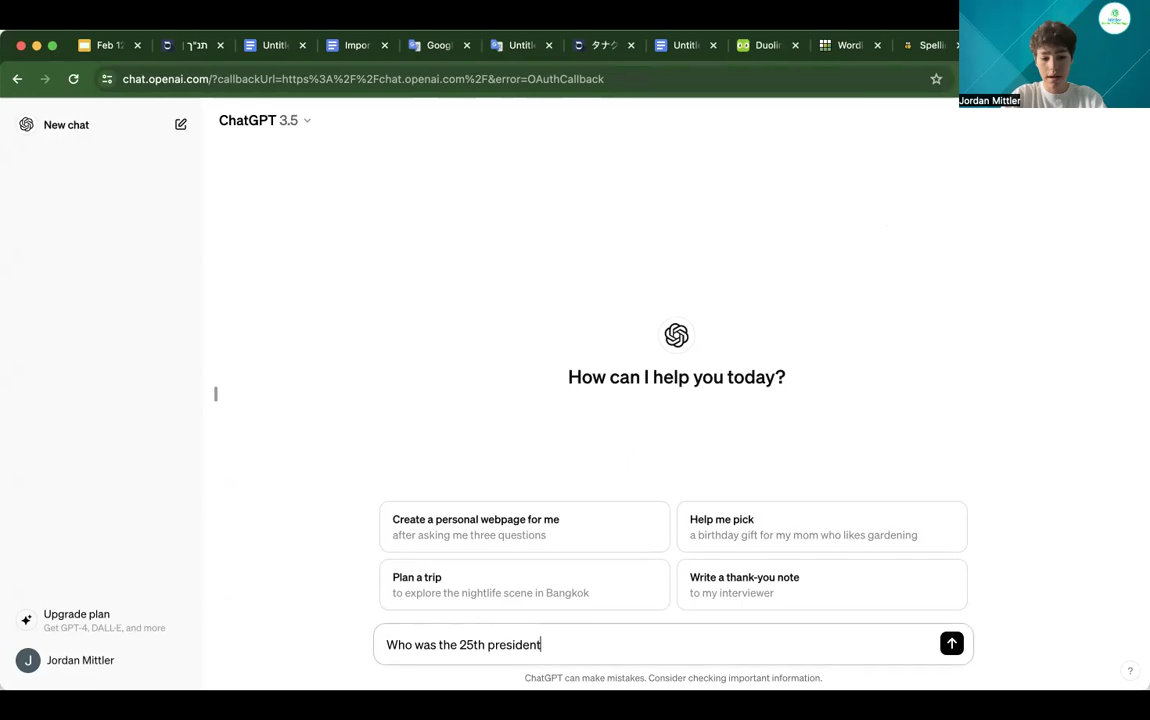 Feb 12
תנ"ך |
Untitl
Impor
Googl
Untitl
タナク
Untitl
Duolin
Wordl
Spelli
chat.openai.com/?callbackUrl=https%3A%2F%2Fchat.openai.com%2F&error=OAuthCallback
Jordan Mittler
New chat
ChatGPT 3.5
How can I help you today?
Create a personal webpage for me
after asking me three questions
Help me pick
a birthday gift for my mom who likes gardening
Plan a trip
to explore the nightlife scene in Bangkok
Write a thank-you note
to my interviewer
Upgrade plan
Get GPT-4, DALL·E, and more
J
Jordan Mittler
Who was the 25th president
ChatGPT can make mistakes. Consider checking important information.
?